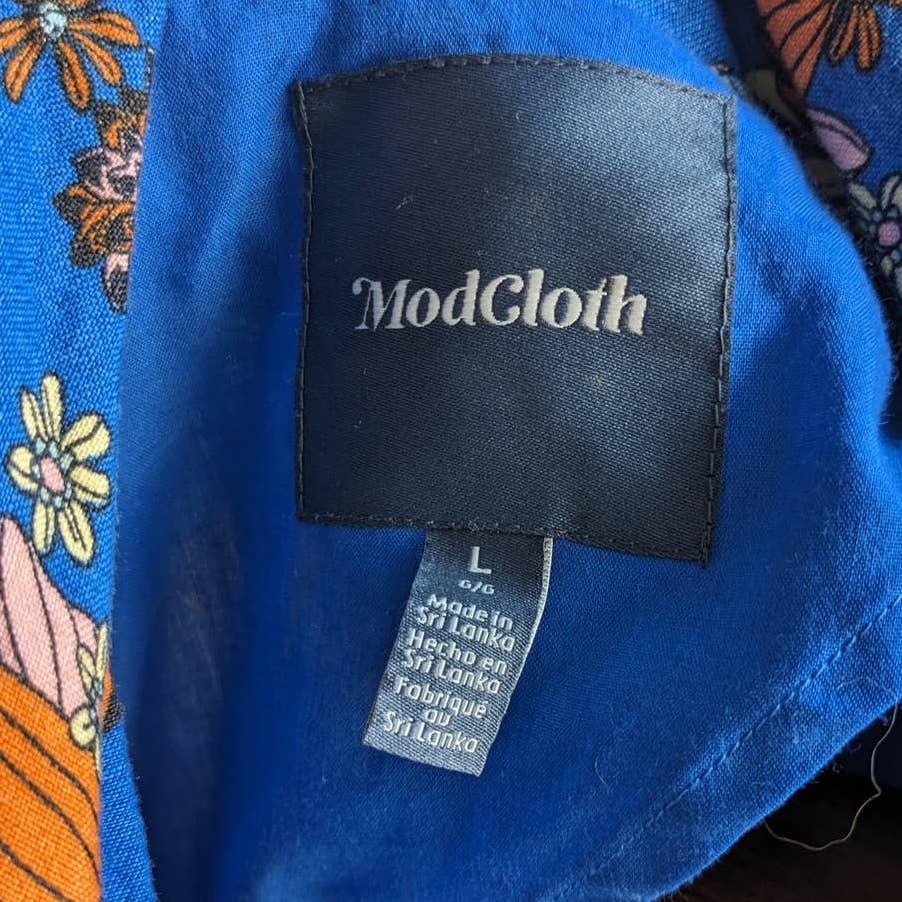 ModCloth
L
G/G
Made in
Sri Lanka
Hecho en
Sri Lanka
Fabriqué
au
Sri Lanka